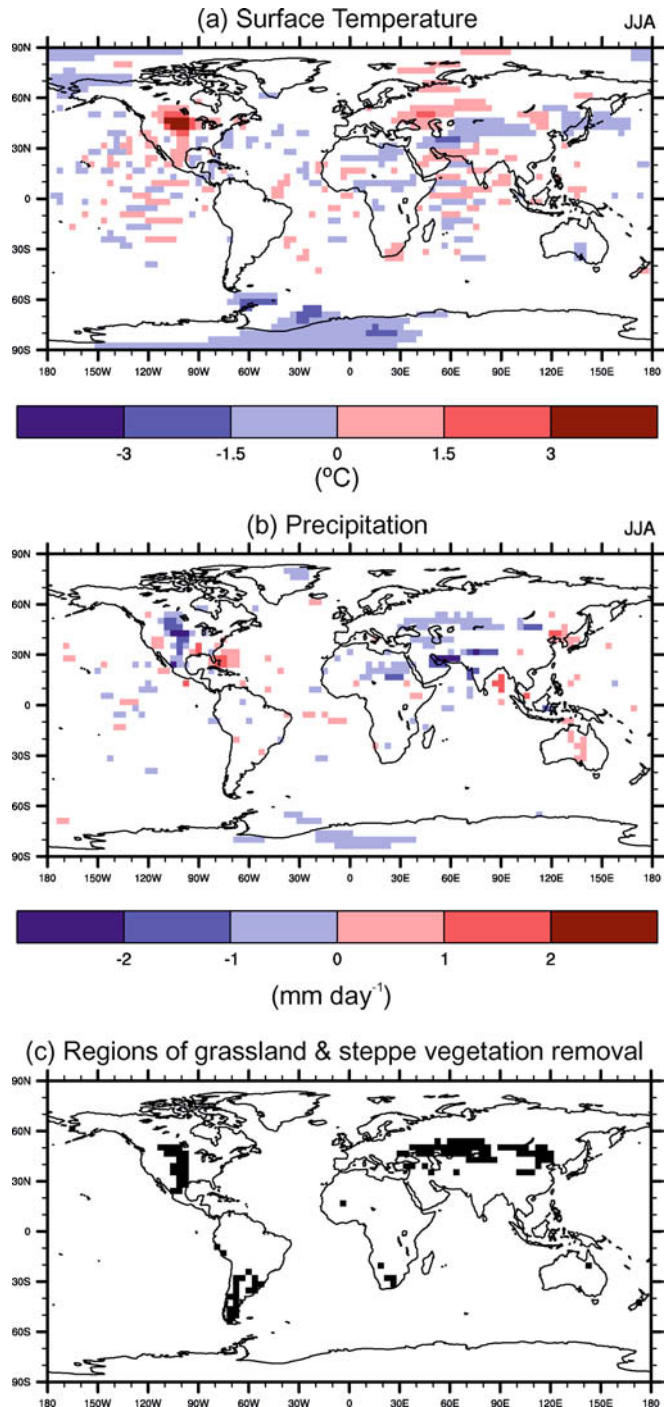 (a) Surface Temperature JJA
90N
60N
30N
0
30S
60S
90S
180 150W 120W 90W 60W 30W 0 30E 60E 90E 120E 150E 180
-3 -1.5 0 1.5 3
(ºC)
(b) Precipitation JJA
90N
60N
30N
0
30S
60S
90S
180 150W 120W 90W 60W 30W 0 30E 60E 90E 120E 150E 180
-2 -1 0 1 2
(mm day⁻¹)
(c) Regions of grassland & steppe vegetation removal
90N
60N
30N
0
30S
60S
90S
180 150W 120W 90W 60W 30W 0 30E 60E 90E 120E 150E 180